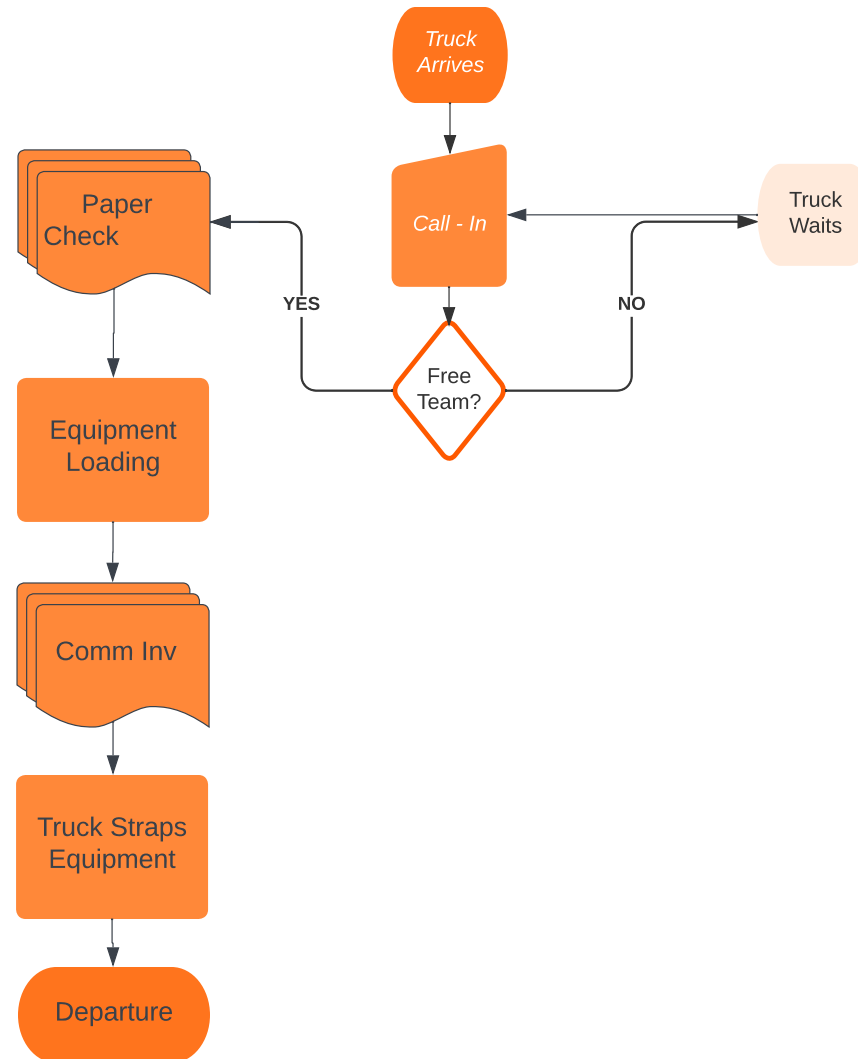 Truck
Arrives
Call - In
Free
Team?
NO
Truck
Waits
YES
Paper
Check
Equipment
Loading
Comm Inv
Truck Straps
Equipment
Departure